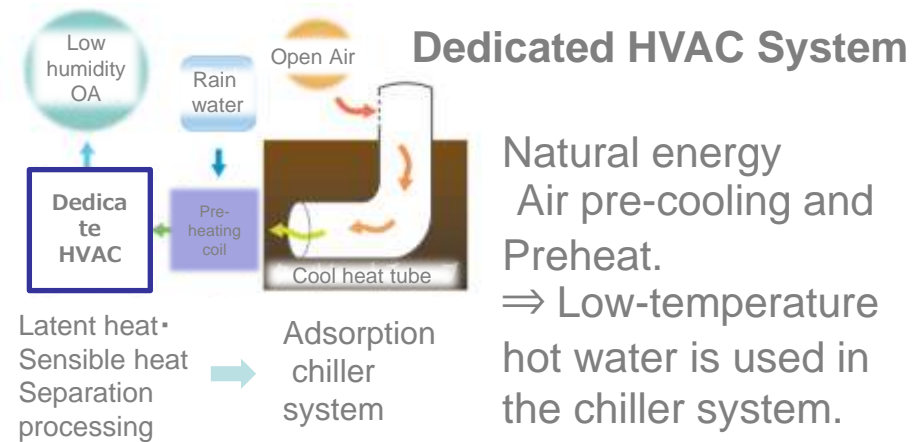 Dedicated HVAC System
Low
humidity
OA
Rain
water
Open Air
Dedica
te
HVAC
Pre-
heating
coil
Cool heat tube
Latent heat･
Sensible heat
Separation
processing
Adsorption
chiller
system
Natural energy
Air pre-cooling and
Preheat.
⇒ Low-temperature
hot water is used in
the chiller system.